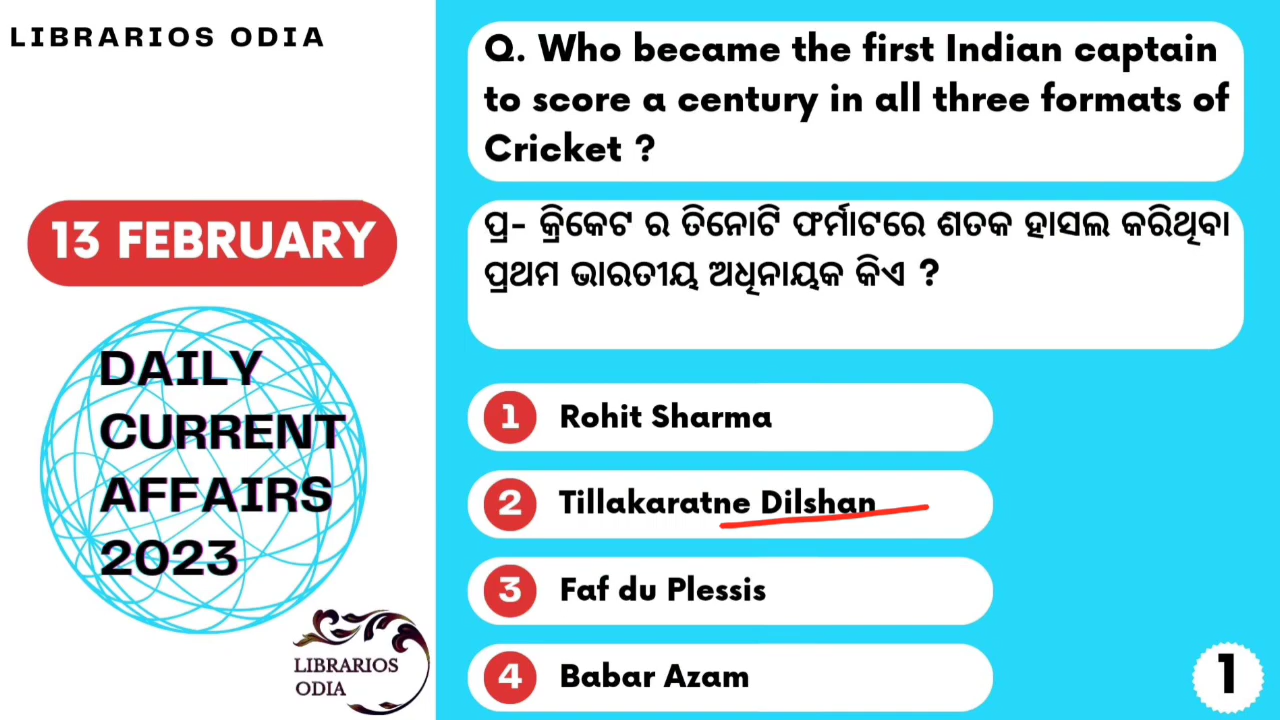 LIBRARIOS ODIA
13 FEBRUARY
DAILY
CURRENT
AFFAIRS
2023
LIBRARIOS
ODIA
Q. Who became the first Indian captain
to score a century in all three formats of
Cricket ?
ପ୍ର- କ୍ରିକେଟ ର ତିନୋଟି ଫର୍ମାଟରେ ଶତକ ହାସଲ କରିଥିବା
ପ୍ରଥମ ଭାରତୀୟ ଅଧିନାୟକ କିଏ ?
1 Rohit Sharma
2 Tillakaratne Dilshan
3 Faf du Plessis
4 Babar Azam
1